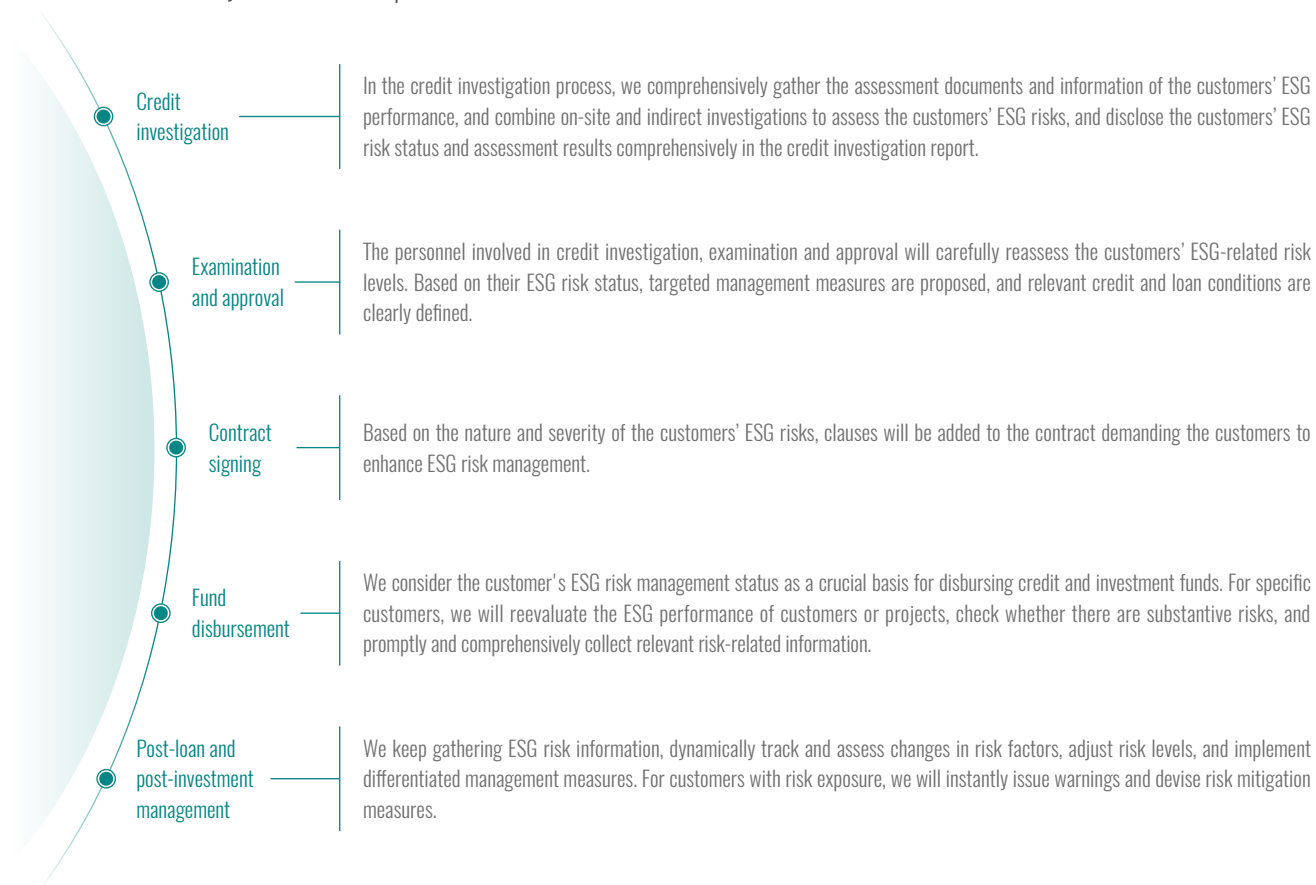 Credit
investigation
In the credit investigation process, we comprehensively gather the assessment documents and information of the customers’ ESG
performance, and combine on-site and indirect investigations to assess the customers’ ESG risks, and disclose the customers’ ESG
risk status and assessment results comprehensively in the credit investigation report.
Examination
and approval
The personnel involved in credit investigation, examination and approval will carefully reassess the customers’ ESG-related risk
levels. Based on their ESG risk status, targeted management measures are proposed, and relevant credit and loan conditions are
clearly defined.
Contract
signing
Based on the nature and severity of the customers’ ESG risks, clauses will be added to the contract demanding the customers to
enhance ESG risk management.
Fund
disbursement
We consider the customer's ESG risk management status as a crucial basis for disbursing credit and investment funds. For specific
customers, we will reevaluate the ESG performance of customers or projects, check whether there are substantive risks, and
promptly and comprehensively collect relevant risk-related information.
Post-loan and
post-investment
management
We keep gathering ESG risk information, dynamically track and assess changes in risk factors, adjust risk levels, and implement
differentiated management measures. For customers with risk exposure, we will instantly issue warnings and devise risk mitigation
measures.